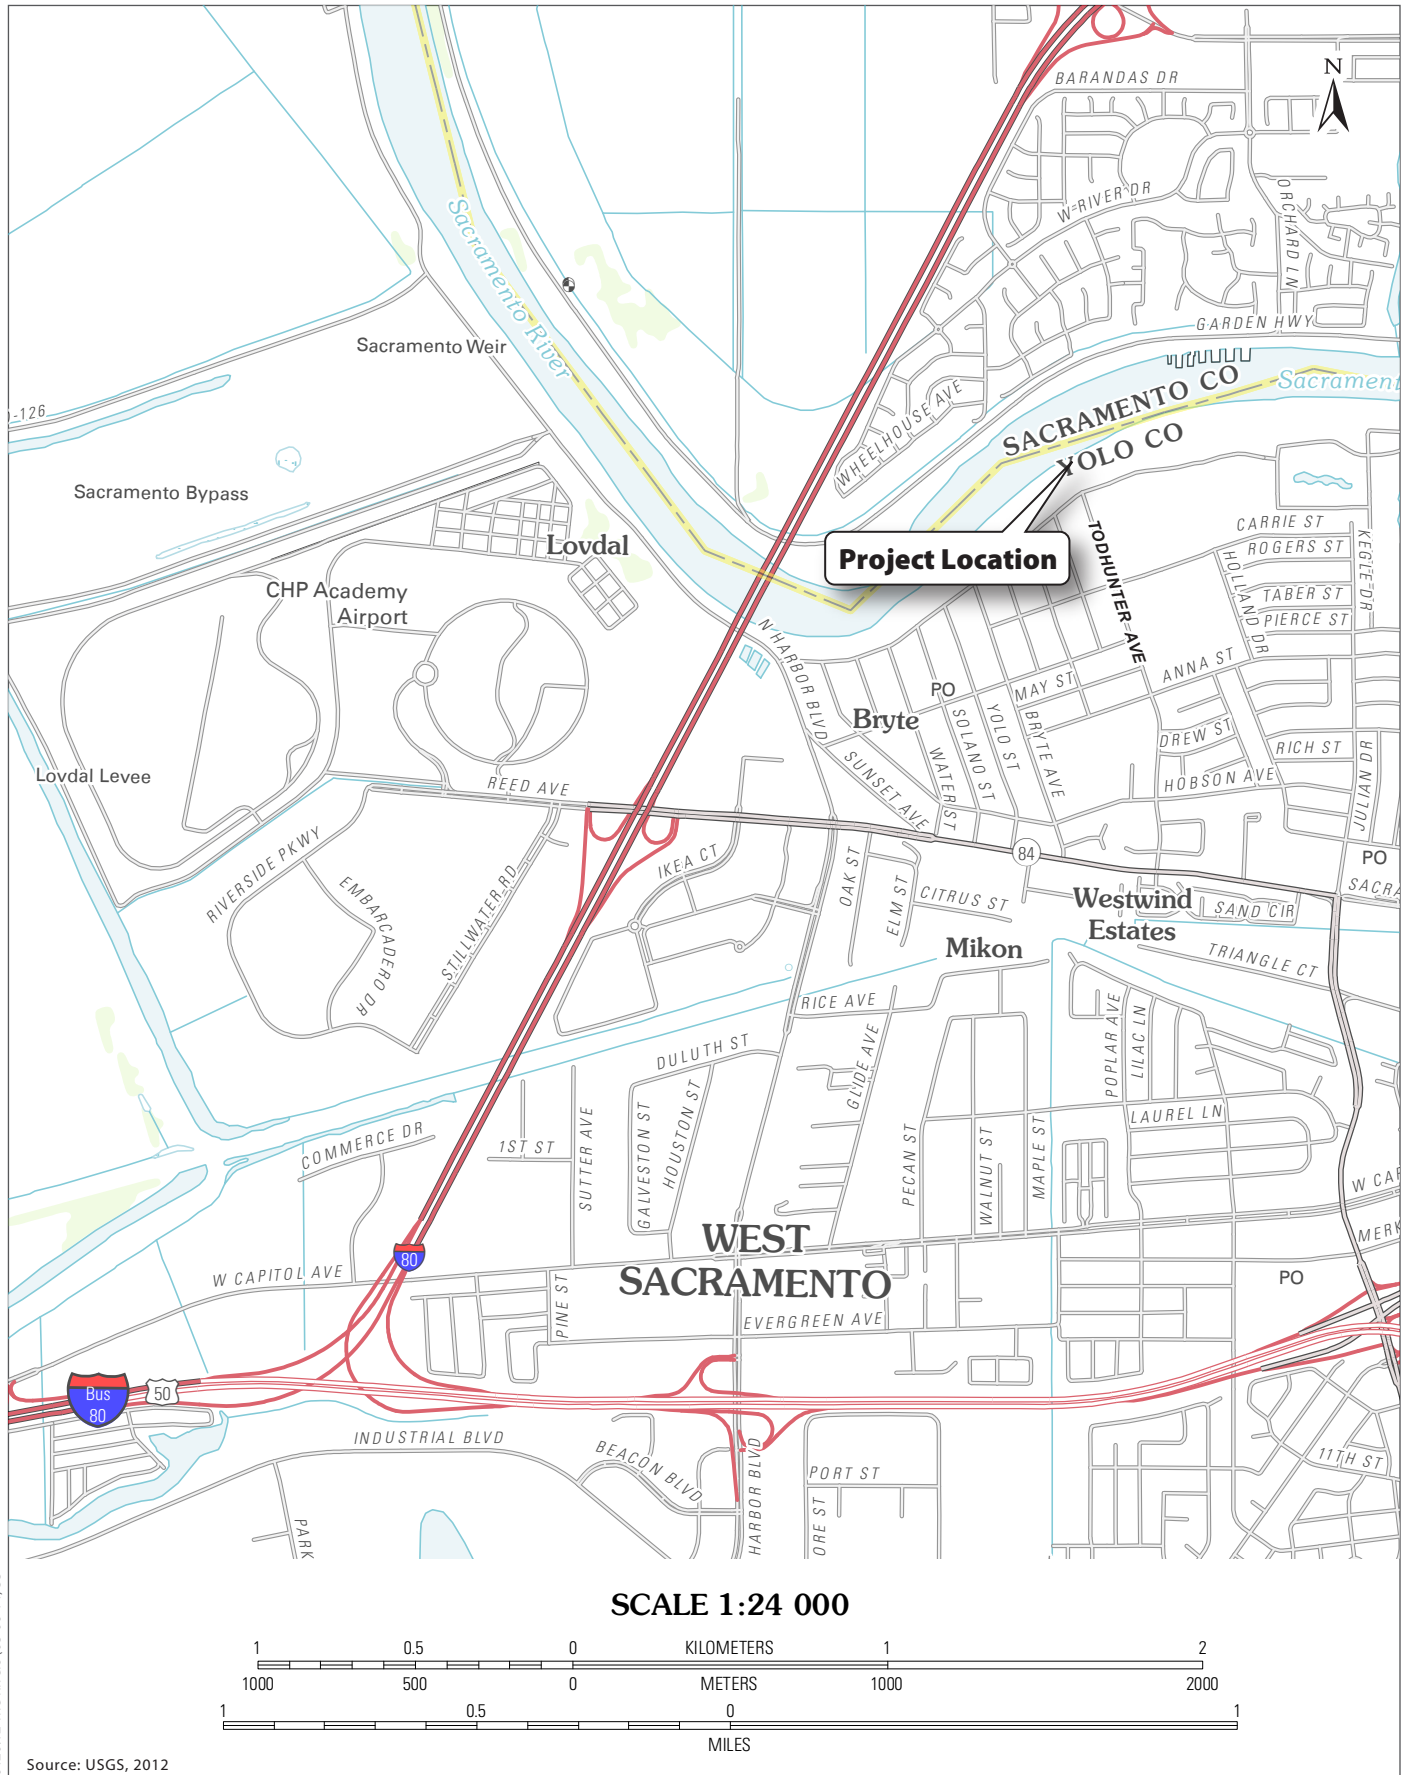 BARANDAS DR
N
W RIVER DR
ORCHARD LN
Sacramento River
GARDEN HWY
Sacramento Weir
SACRAMENTO CO
Sacrament
-126
WHEELHOUSE AVE
YOLO CO
Sacramento Bypass
Lovdal
Project Location
TODHUNTER AVE
CARRIE ST
ROGERS ST
KEGLE DR
HOLLAND DR
TABER ST
PIERCE ST
CHP Academy
Airport
N HARBOR BLVD
ANNA ST
PO
MAY ST
Bryte
SOLANO ST
YOLO ST
BRYTE AVE
DREW ST
RICH ST
JULIAN DR
WATER ST
SUNSET AVE
HOBSON AVE
Lovdal Levee
REED AVE
RIVERSIDE PKWY
IKEA CT
OAK ST
84
PO
EMBARCADERO DR
STILLWATER RD
ELM ST
CITRUS ST
Westwind
Estates
SAND CIR
SACRA
Mikon
TRIANGLE CT
RICE AVE
POPLAR AVE
LILAC LN
DULUTH ST
GLIDE AVE
LAUREL LN
COMMERCE DR
1ST ST
SUTTER AVE
GALVESTON ST
HOUSTON ST
PECAN ST
WALNUT ST
MAPLE ST
W CAP
WEST
SACRAMENTO
MERK
80
W CAPITOL AVE
PO
PINE ST
EVERGREEN AVE
Bus
80
50
INDUSTRIAL BLVD
BEACON BLVD
HARBOR BLVD
PORT ST
11TH ST
PARK
ORE ST
SCALE 1:24 000
1 0.5 0 KILOMETERS 1 2
1000 500 0 METERS 1000 2000
1 0.5 0 1
MILES
Source: USGS, 2012